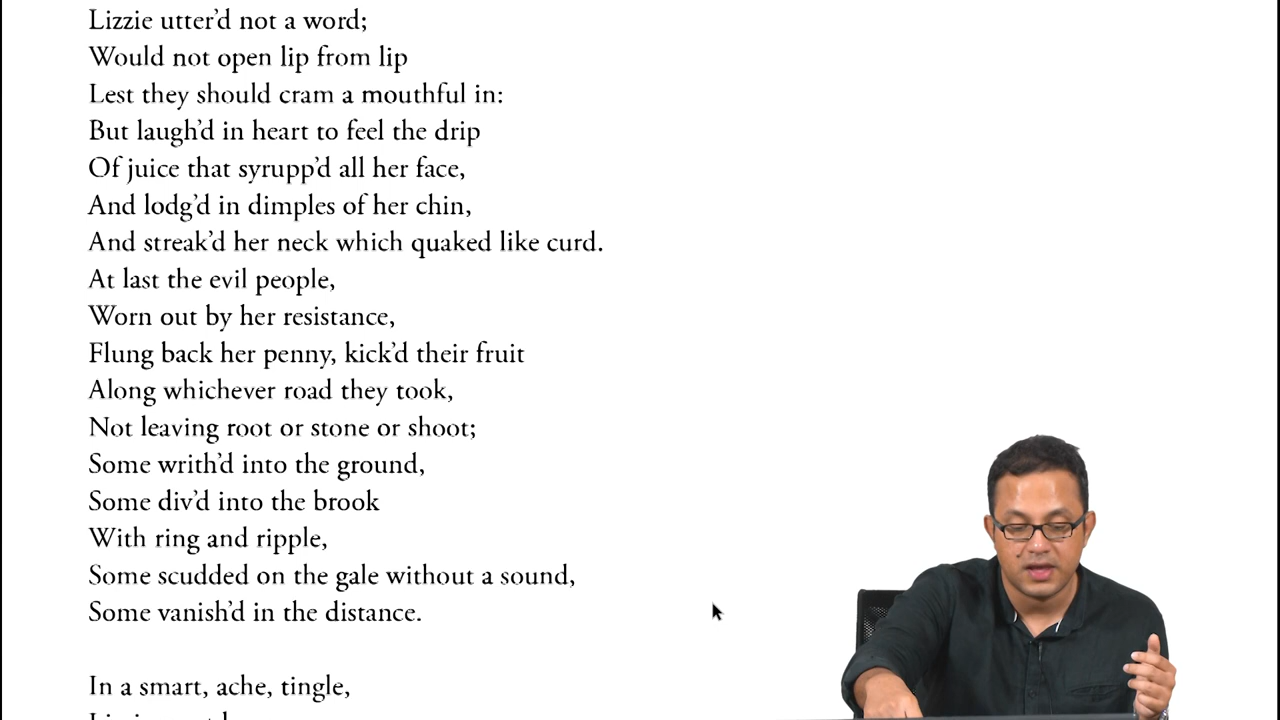 Lizzie utter’d not a word;
Would not open lip from lip
Lest they should cram a mouthful in:
But laugh’d in heart to feel the drip
Of juice that syrupp’d all her face,
And lodg’d in dimples of her chin,
And streak’d her neck which quaked like curd.
At last the evil people,
Worn out by her resistance,
Flung back her penny, kick’d their fruit
Along whichever road they took,
Not leaving root or stone or shoot;
Some writh’d into the ground,
Some div’d into the brook
With ring and ripple,
Some scudded on the gale without a sound,
Some vanish’d in the distance.
In a smart, ache, tingle,